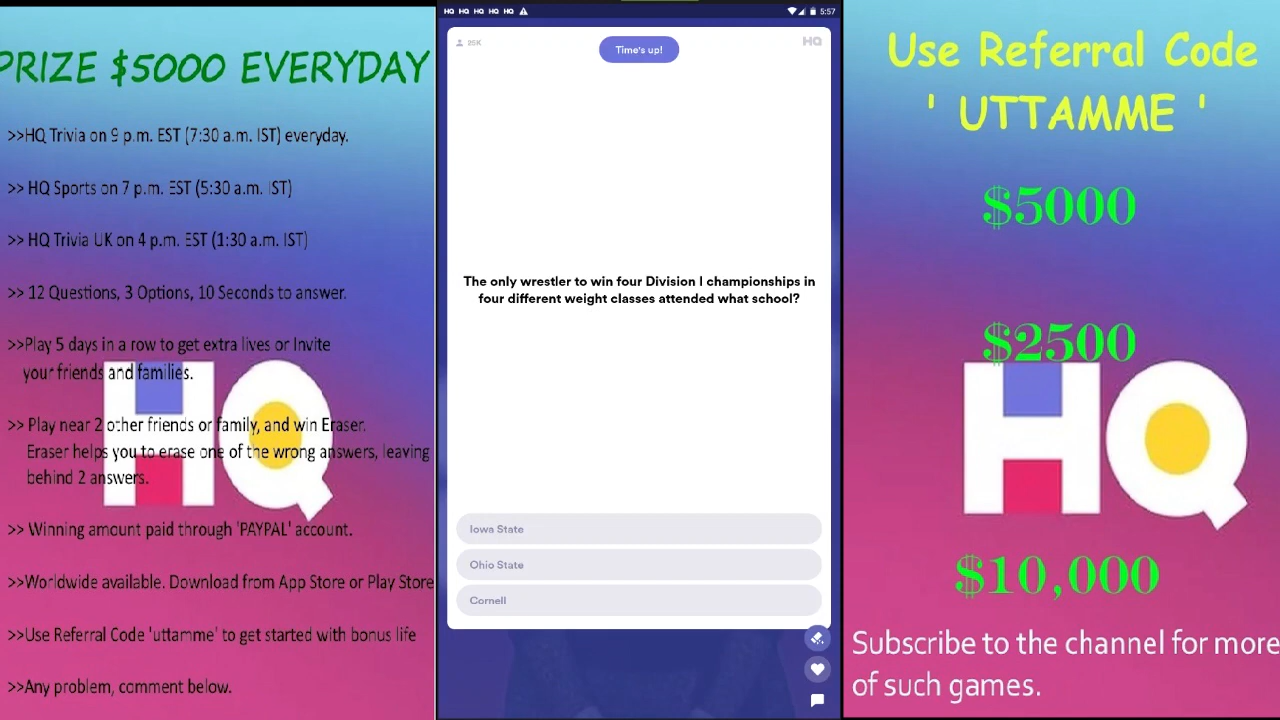 PRIZE $5000 EVERYDAY
>>HQ Trivia on 9 p.m. EST (7:30 a.m. IST) everyday.
>> HQ Sports on 7 p.m. EST (5:30 a.m. IST)
>> HQ Trivia UK on 4 p.m. EST (1:30 a.m. IST)
>> 12 Questions, 3 Options, 10 Seconds to answer.
>>Play 5 days in a row to get extra lives or Invite
your friends and families.
>> Play near 2 other friends or family, and win Eraser.
Eraser helps you to erase one of the wrong answers, leaving
behind 2 answers.
>> Winning amount paid through 'PAYPAL' account.
>>Worldwide available. Download from App Store or Play Store
>>Use Referral Code 'uttamme' to get started with bonus life
>>Any problem, comment below.
HQ
HQ HQ HQ HQ HQ 5:57
Time's up!
HQ
The only wrestler to win four Division I championships in
four different weight classes attended what school?
Iowa State
Ohio State
Cornell
Use Referral Code
' UTTAMME '
$5000
$2500
HQ
$10,000
Subscribe to the channel for more
of such games.